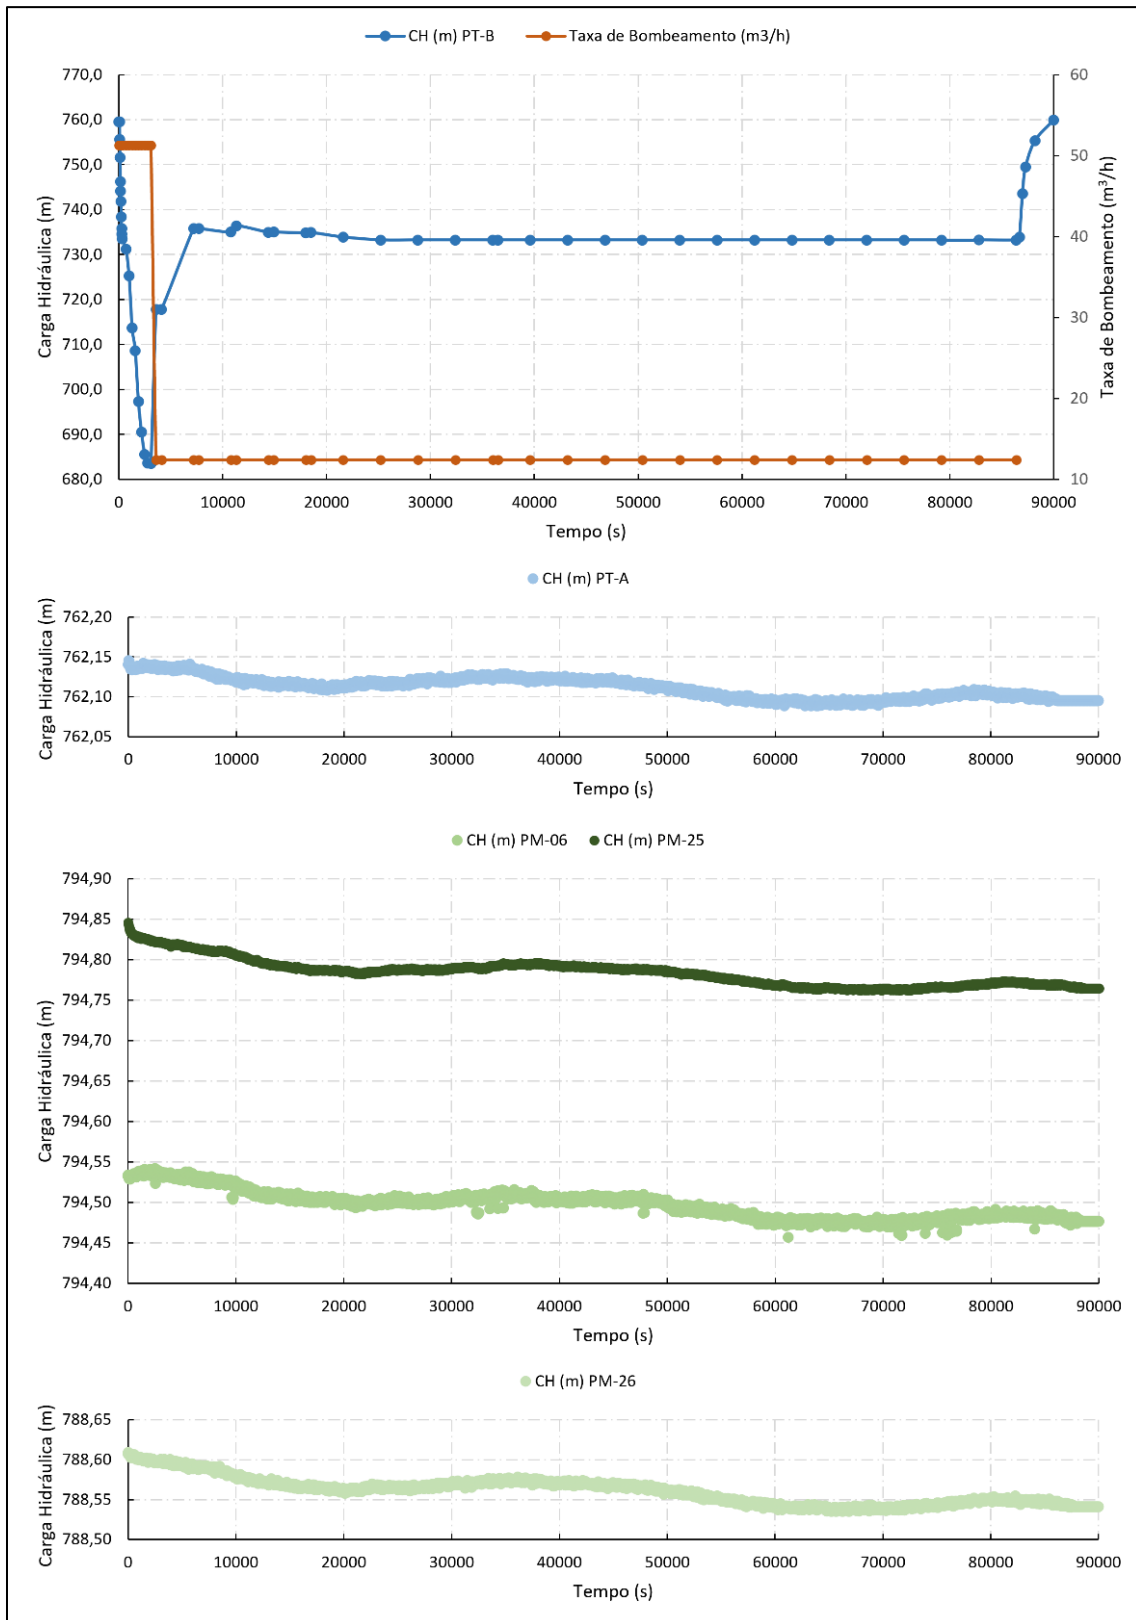 CH (m) PT-B Taxa de Bombeamento (m3/h)
770,0
760,0
750,0
740,0
730,0
720,0
710,0
700,0
690,0
680,0
Carga Hidráulica (m)
60
50
40
30
20
10
Taxa de Bombeamento (m³/h)
0 10000 20000 30000 40000 50000 60000 70000 80000 90000
Tempo (s)
CH (m) PT-A
762,20
762,15
762,10
762,05
Carga Hidráulica (m)
0 10000 20000 30000 40000 50000 60000 70000 80000 90000
Tempo (s)
CH (m) PM-06 CH (m) PM-25
794,90
794,85
794,80
794,75
794,70
794,65
794,60
794,55
794,50
794,45
794,40
Carga Hidráulica (m)
0 10000 20000 30000 40000 50000 60000 70000 80000 90000
Tempo (s)
CH (m) PM-26
788,65
788,60
788,55
788,50
Carga Hidráulica (m)
0 10000 20000 30000 40000 50000 60000 70000 80000 90000
Tempo (s)